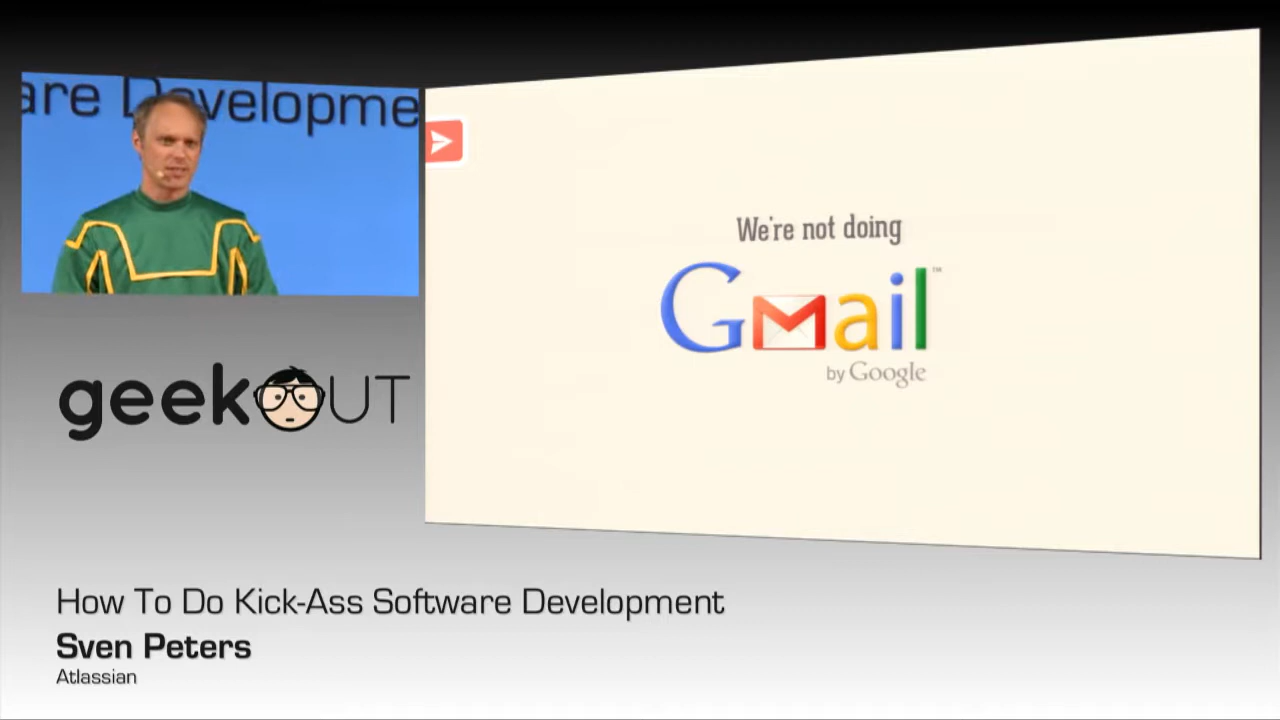 are Developme
We're not doing
Gmail™
by Google
geekOUT
How To Do Kick-Ass Software Development
Sven Peters
Atlassian